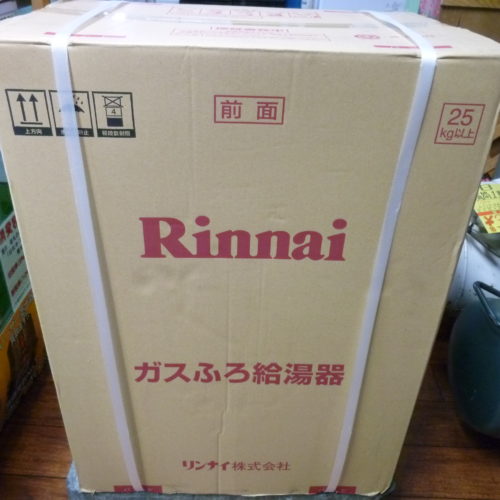 前面
25
kg以上
上方向
4
Rinnai
ガスふろ給湯器
リンナイ株式会社